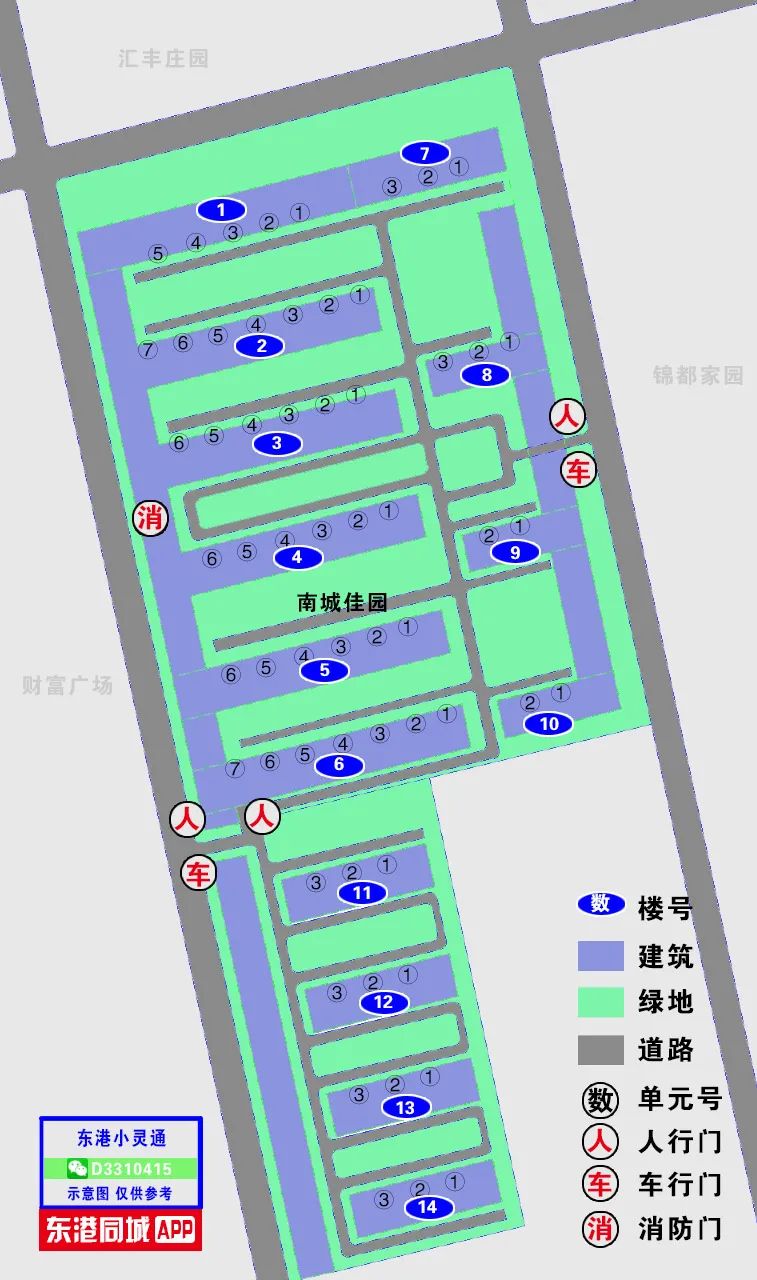 汇丰庄园
7
③ ② ①
1
⑤ ④ ③ ② ①
2
⑦ ⑥ ⑤ ④ ③ ② ①
锦都家园
8
③ ② ①
3
⑥ ⑤ ④ ③ ② ①
人
车
消
4
⑥ ⑤ ④ ③ ② ①
9
② ①
南城佳园
5
⑥ ⑤ ④ ③ ② ①
财富广场
10
② ①
6
⑦ ⑥ ⑤ ④ ③ ② ①
人
人
车
11
③ ② ①
12
③ ② ①
13
③ ② ①
14
③ ② ①
数 楼号
建筑
绿地
道路
数 单元号
人 人行门
车 车行门
消 消防门
东港小灵通
D3310415
示意图 仅供参考
东港同城APP